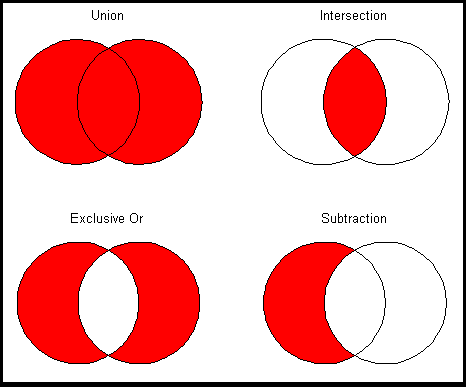 Union
Intersection
Exclusive Or
Subtraction